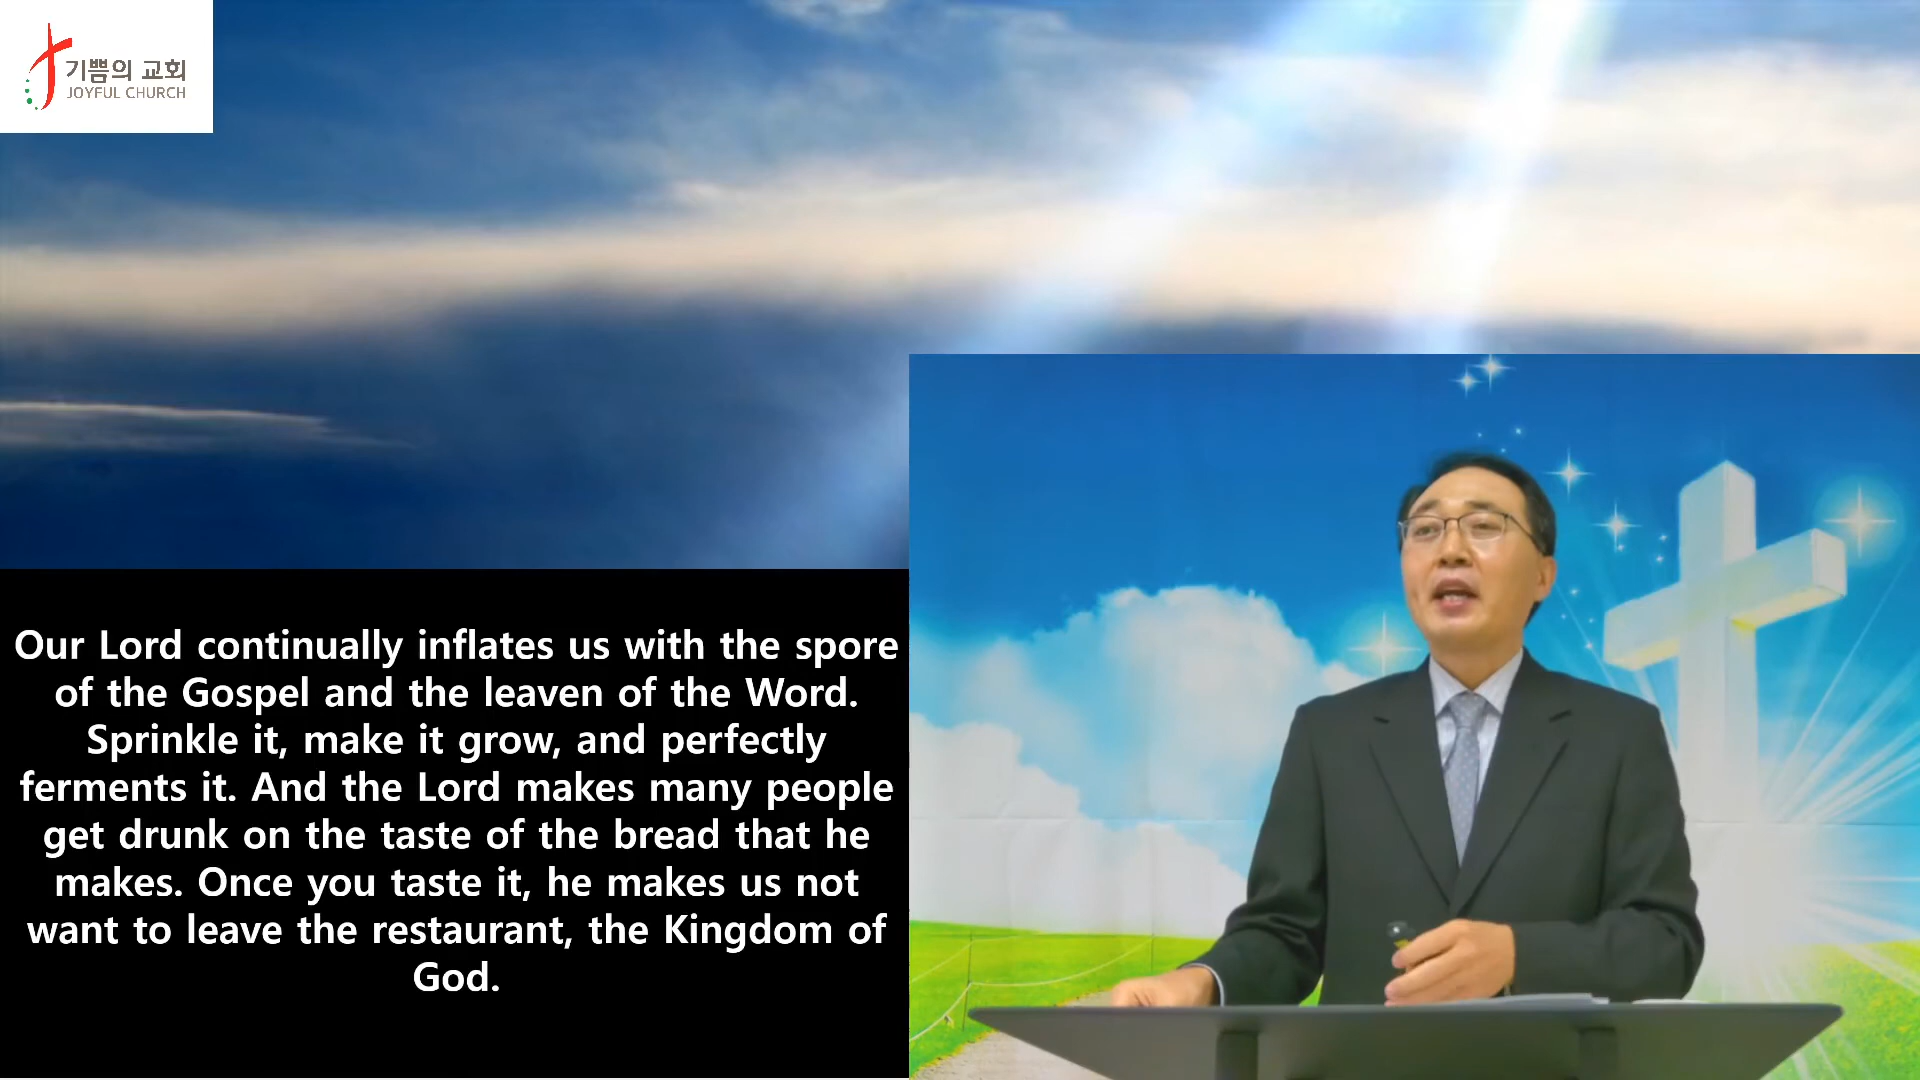 기쁨의 교회
JOYFUL CHURCH
Our Lord continually inflates us with the spore
of the Gospel and the leaven of the Word.
Sprinkle it, make it grow, and perfectly
ferments it. And the Lord makes many people
get drunk on the taste of the bread that he
makes. Once you taste it, he makes us not
want to leave the restaurant, the Kingdom of
God.